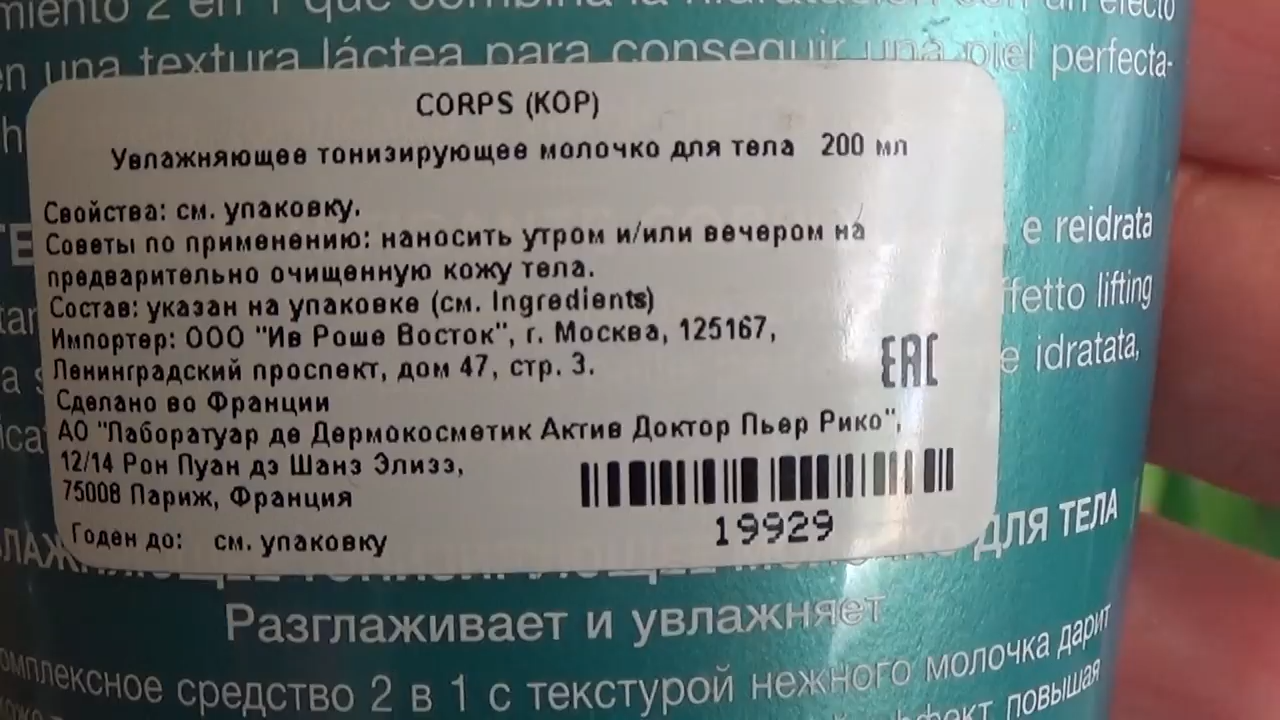 miento 2 en 1 que combina la hidratación con un efecto
en una textura láctea para conseguir una piel perfecta-
CORPS (КОР)
Увлажняющее тонизирующее молочко для тела 200 мл
Свойства: см. упаковку.
Советы по применению: наносить утром и/или вечером на
предварительно очищенную кожу тела.
Состав: указан на упаковке (см. Ingredients)
Импортер: ООО "Ив Роше Восток", г. Москва, 125167,
Ленинградский проспект, дом 47, стр. 3.
Сделано во Франции
АО "Лаборатуар де Дермокосметик Актив Доктор Пьер Рико",
12/14 Рон Пуан дэ Шанз Элизэ,
75008 Париж, Франция
Годен до: см. упаковку
EAC
19929
e reidrata
ffetto lifting
e idratata,
ДЛЯ ТЕЛА
Разглаживает и увлажняет
омплексное средство 2 в 1 с текстурой нежного молочка дарит
повышая